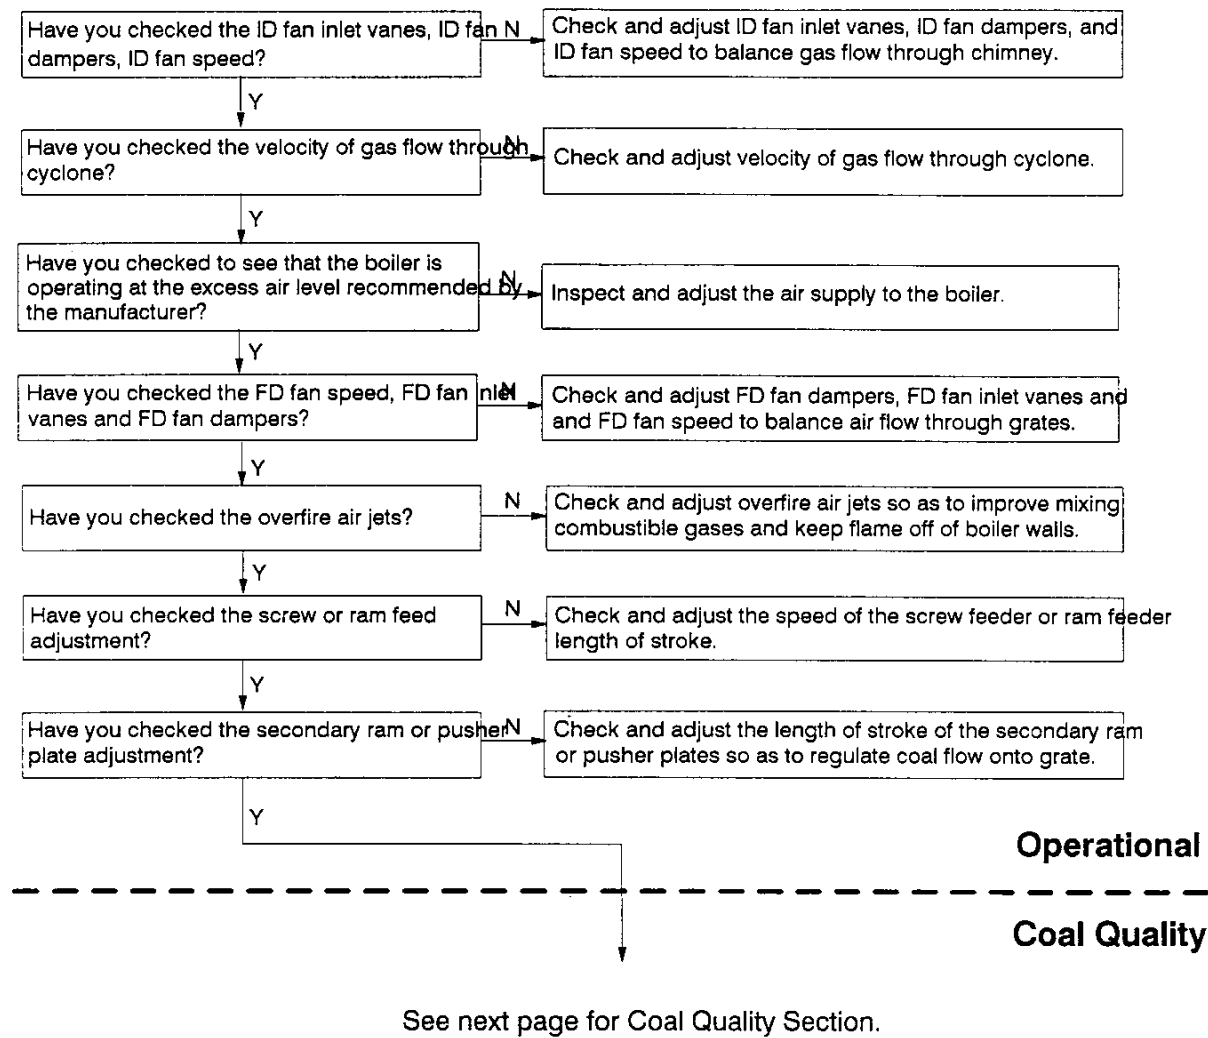 Have you checked the ID fan inlet vanes, ID fan
dampers, ID fan speed?
N
Check and adjust ID fan inlet vanes, ID fan dampers, and
ID fan speed to balance gas flow through chimney.
Y
Have you checked the velocity of gas flow through
cyclone?
N
Check and adjust velocity of gas flow through cyclone.
Y
Have you checked to see that the boiler is
operating at the excess air level recommended by
the manufacturer?
N
Inspect and adjust the air supply to the boiler.
Y
Have you checked the FD fan speed, FD fan inlet
vanes and FD fan dampers?
N
Check and adjust FD fan dampers, FD fan inlet vanes and
and FD fan speed to balance air flow through grates.
Y
Have you checked the overfire air jets?
N
Check and adjust overfire air jets so as to improve mixing
combustible gases and keep flame off of boiler walls.
Y
Have you checked the screw or ram feed
adjustment?
N
Check and adjust the speed of the screw feeder or ram feeder
length of stroke.
Y
Have you checked the secondary ram or pusher
plate adjustment?
N
Check and adjust the length of stroke of the secondary ram
or pusher plates so as to regulate coal flow onto grate.
Y
Operational
Coal Quality
See next page for Coal Quality Section.